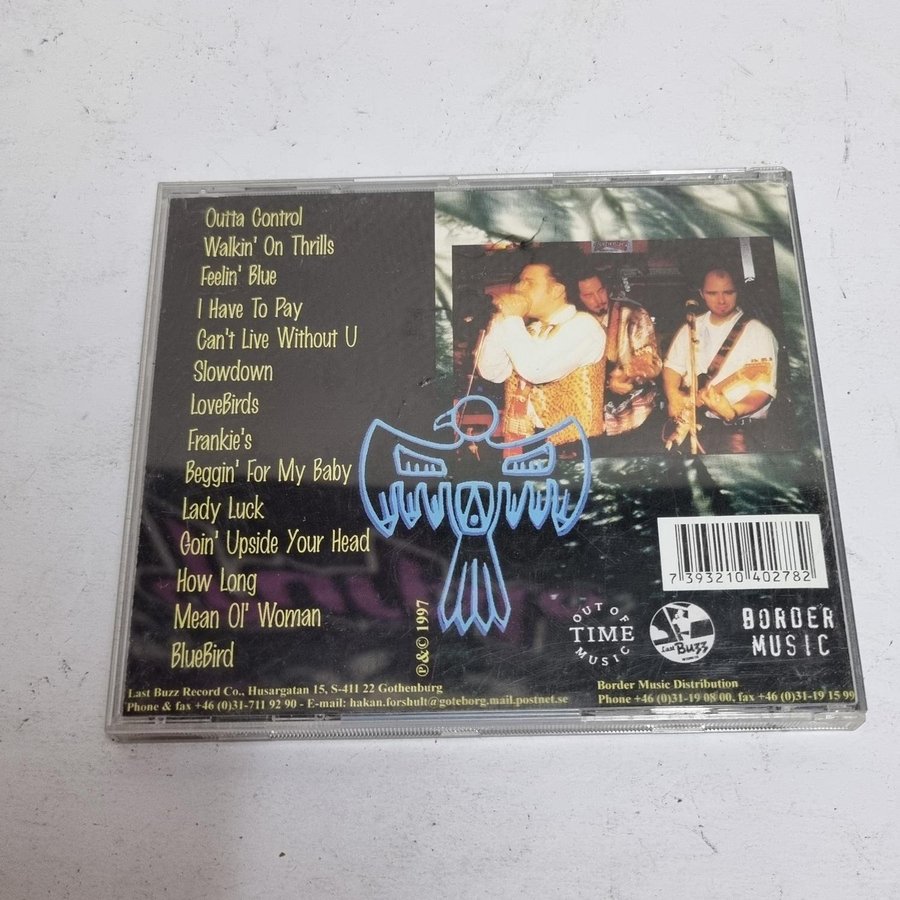 Outta Control
Walkin' On Thrills
Feelin' Blue
I Have To Pay
Can't Live Without U
Slowdown
LoveBirds
Frankie's
Beggin' For My Baby
Lady Luck
Goin' Upside Your Head
How Long
Mean Ol' Woman
BlueBird
℗&© 1997
7 393210 402782
OUT OF
TIME
MUSIC
Last Buzz
BORDER
MUSIC
Last Buzz Record Co., Husargatan 15, S-411 22 Gothenburg
Phone & fax +46 (0)31-711 92 90 - E-mail: hakan.forshult@goteborg.mail.postnet.se
Border Music Distribution
Phone +46 (0)31-19 08 00, fax +46 (0)31-19 15 99